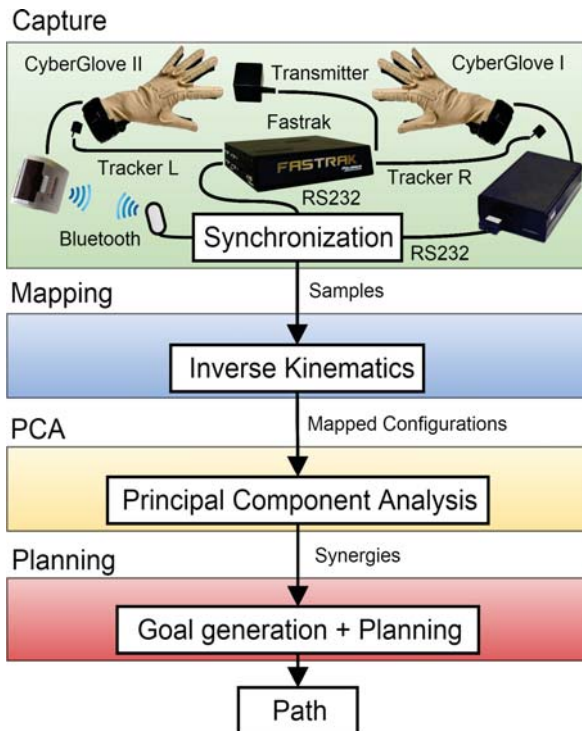 Capture
CyberGlove II
Transmitter
CyberGlove I
Fastrak
FASTRAK
Tracker L
Tracker R
RS232
Bluetooth
Synchronization
RS232
Mapping
Samples
Inverse Kinematics
PCA
Mapped Configurations
Principal Component Analysis
Planning
Synergies
Goal generation + Planning
Path